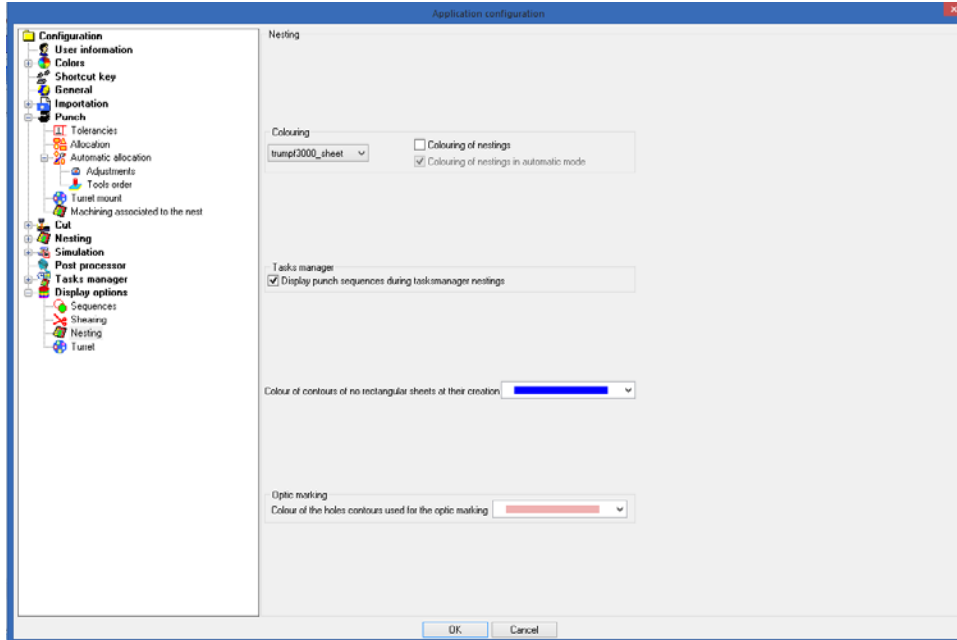 Application configuration
Configuration
User information
Colors
Shortcut key
General
Importation
Punch
Tolerancies
Allocation
Automatic allocation
Adjustments
Tools order
Turret mount
Machining associated to the nest
Cut
Nesting
Simulation
Post processor
Tasks manager
Display options
Sequences
Shearing
Nesting
Turret
Nesting
Colouring
trumpf3000_sheet
Colouring of nestings
Colouring of nestings in automatic mode
Tasks manager
Display punch sequences during tasksmanager nestings
Colour of contours of no rectangular sheets at their creation
Optic marking
Colour of the holes contours used for the optic marking
OK
Cancel